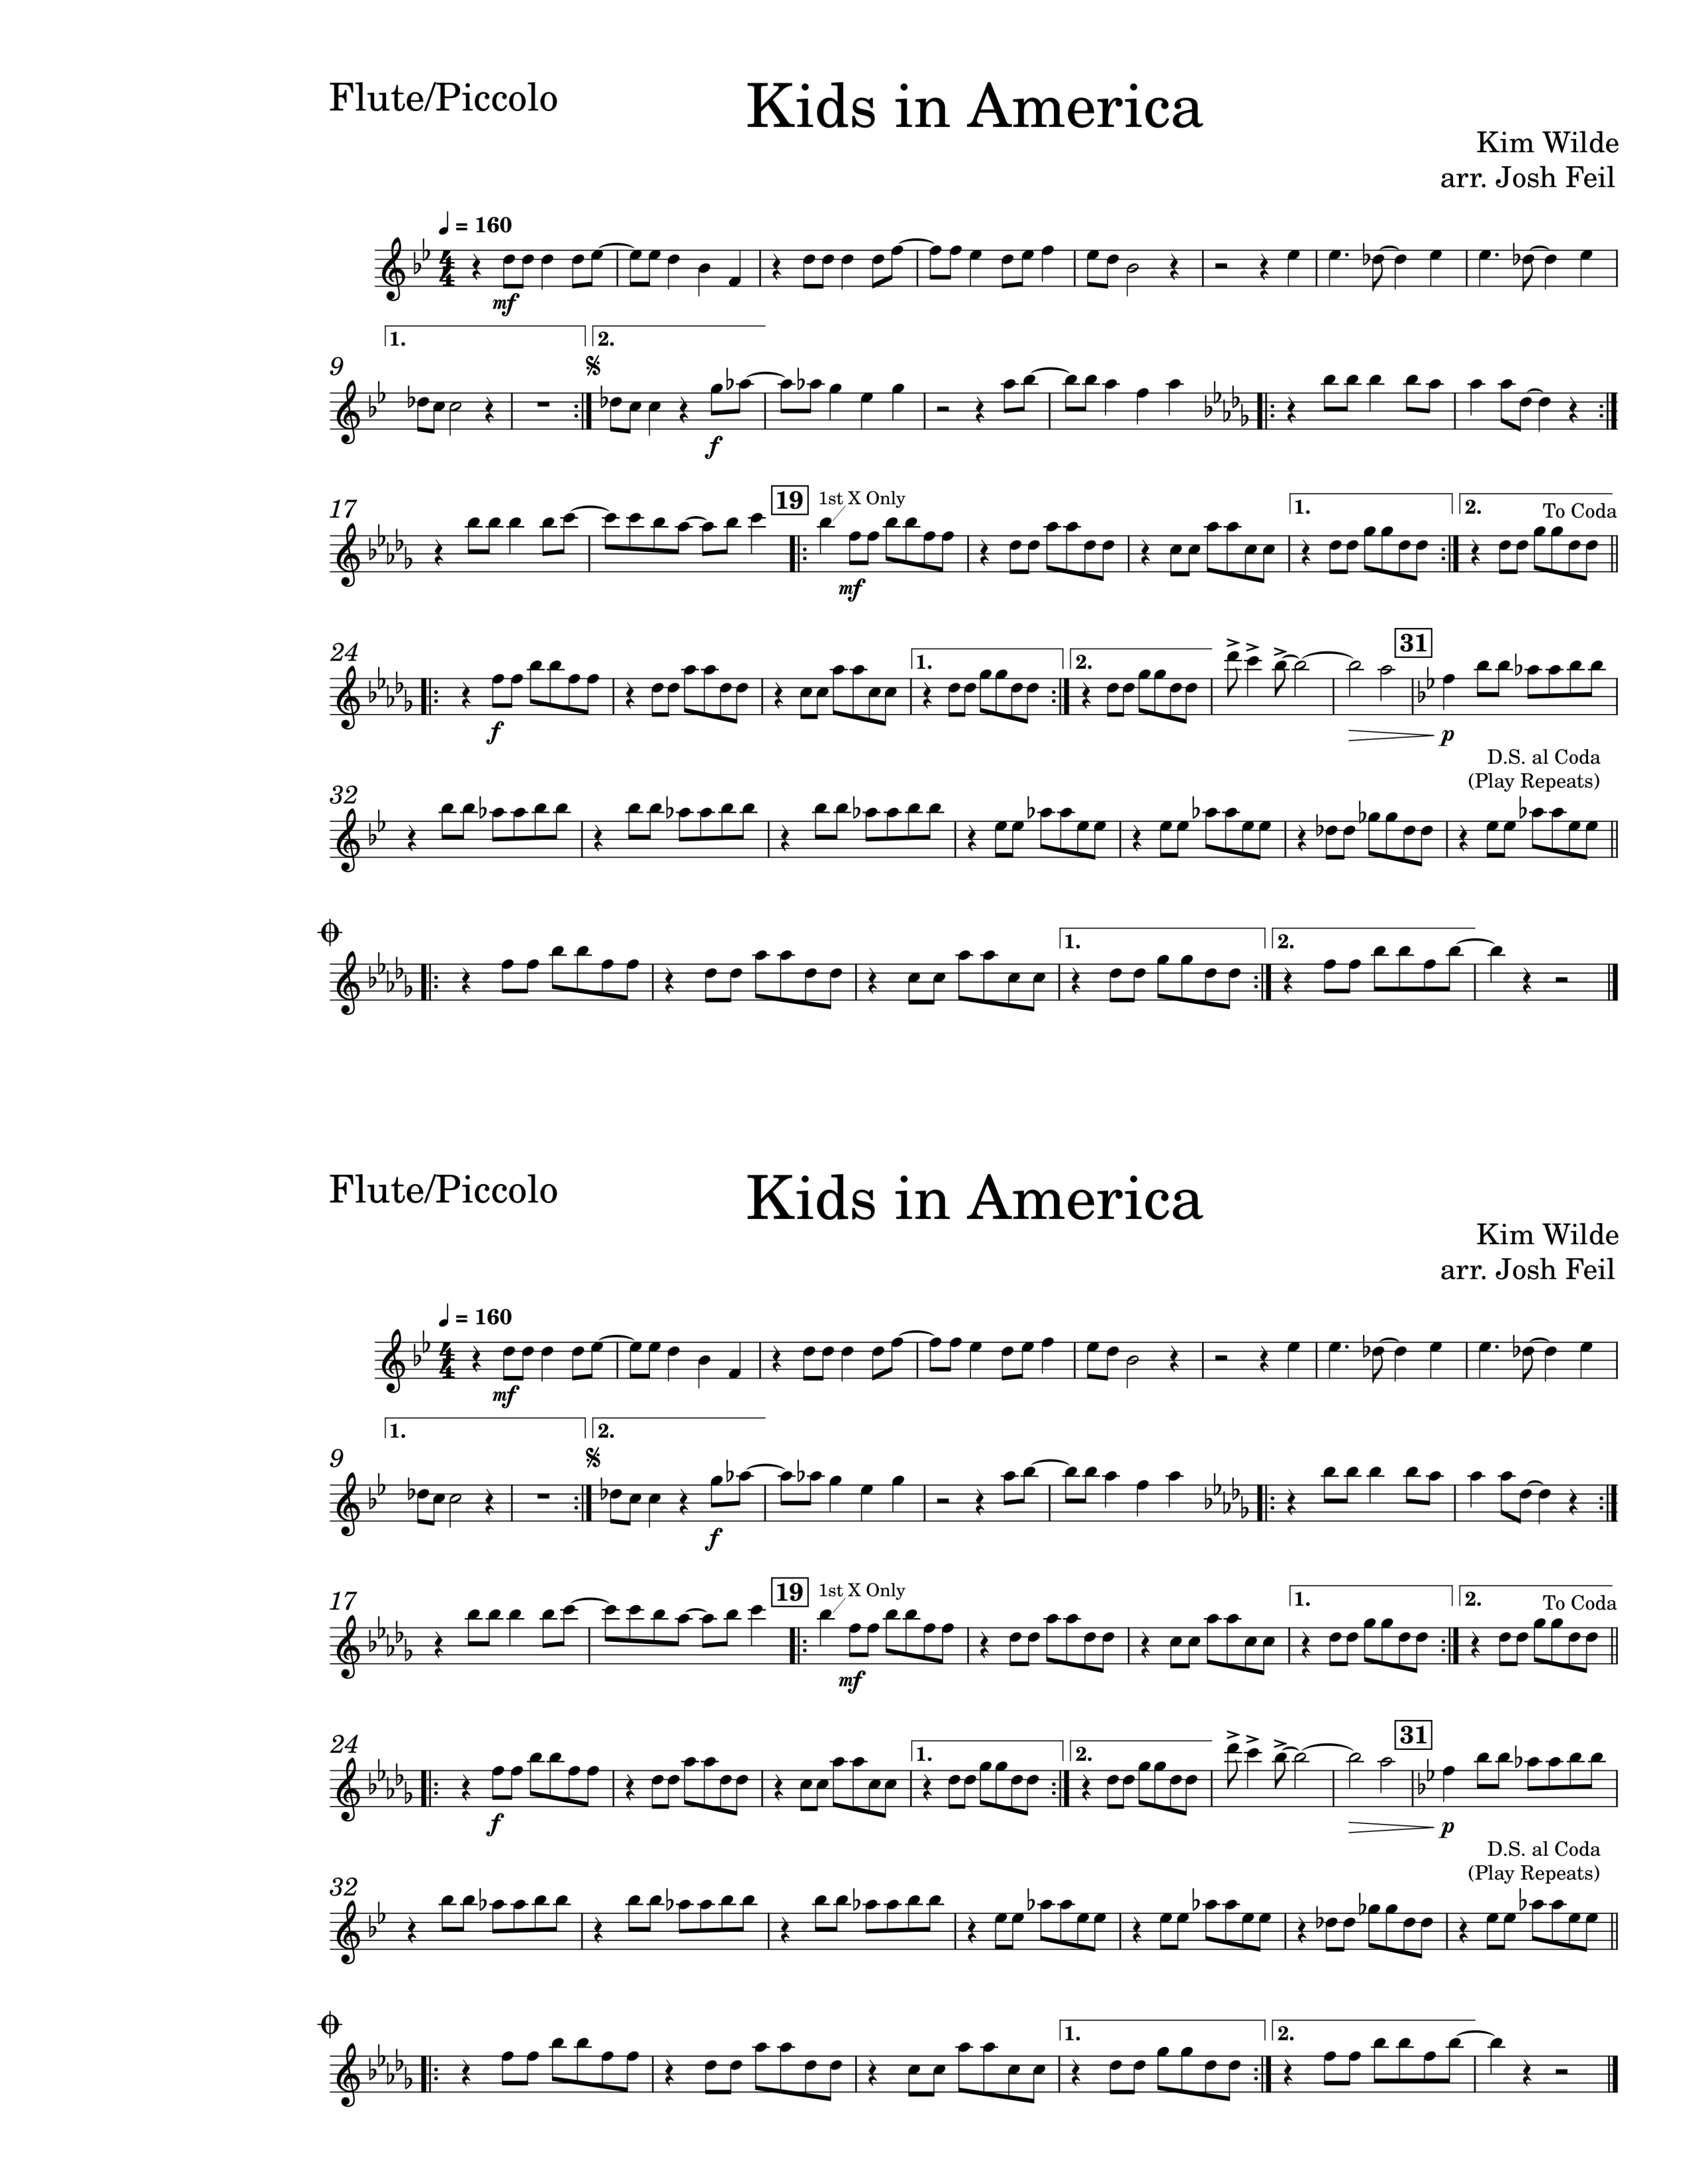 Flute/Piccolo
Kids in America
Kim Wilde
arr. Josh Feil
♩ = 160
mf
1.
2.
9
f
17
19
1st X Only
mf
1.
2.
To Coda
24
f
1.
2.
31
p
D.S. al Coda
(Play Repeats)
32
1.
2.
Flute/Piccolo
Kids in America
Kim Wilde
arr. Josh Feil
♩ = 160
mf
1.
2.
9
f
17
19
1st X Only
mf
1.
2.
To Coda
24
f
1.
2.
31
p
D.S. al Coda
(Play Repeats)
32
1.
2.